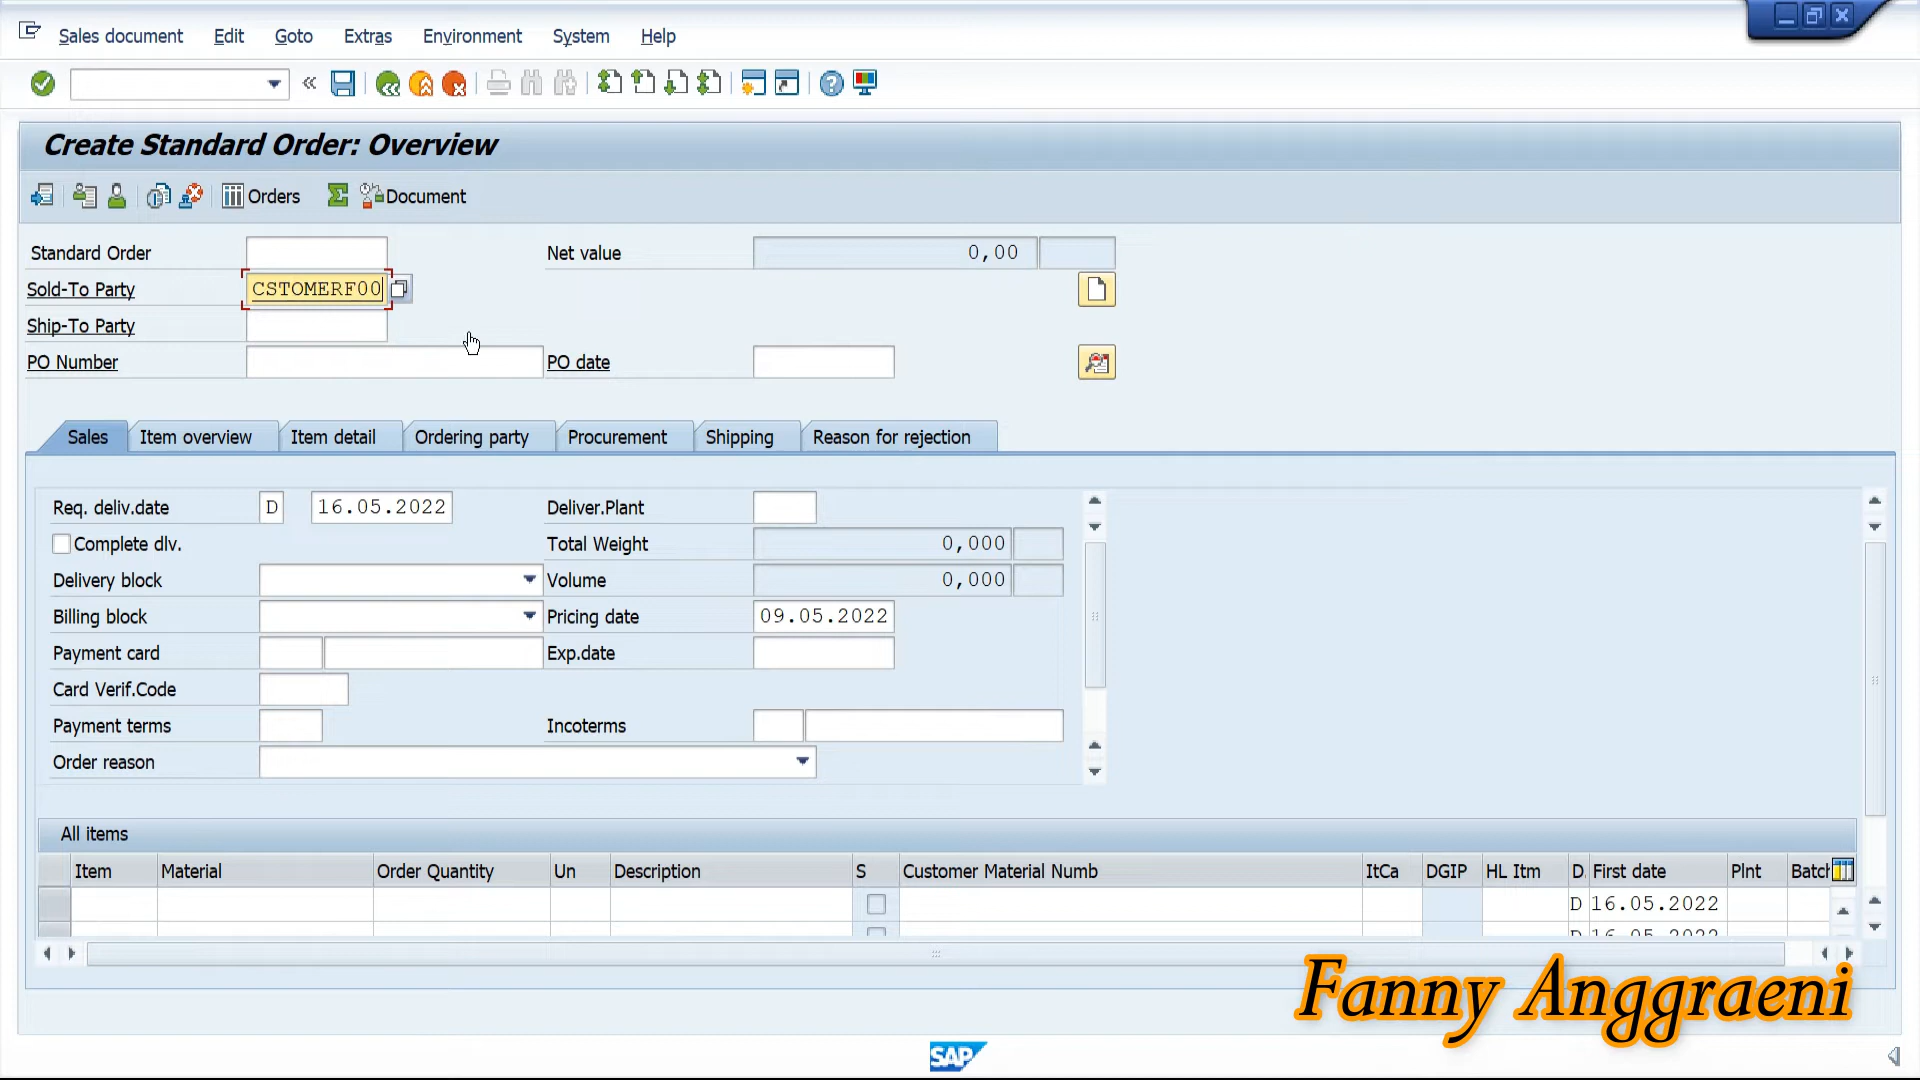 Sales document Edit Goto Extras Environment System Help
Create Standard Order: Overview
Orders Document
Standard Order Net value 0,00
Sold-To Party CSTOMERF00
Ship-To Party
PO Number PO date
Sales Item overview Item detail Ordering party Procurement Shipping Reason for rejection
Req. deliv.date D 16.05.2022 Deliver.Plant
Complete dlv. Total Weight 0,000
Delivery block Volume 0,000
Billing block Pricing date 09.05.2022
Payment card Exp.date
Card Verif.Code
Payment terms Incoterms
Order reason
All items
Item Material Order Quantity Un Description S Customer Material Numb ItCa DGIP HL Itm D. First date Plnt Batch
D 16.05.2022
D 16.05.2022
Fanny Anggraeni
SAP